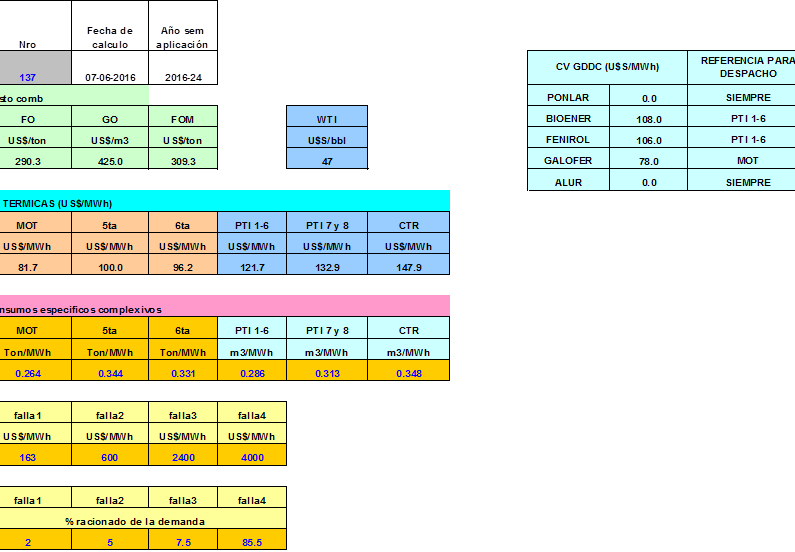 Nro Fecha de calculo Año sem aplicación
137 07-06-2016 2016-24
sto comb
FO GO FOM WTI
US$/ton US$/m3 US$/ton U$S/bbl
290.3 425.0 309.3 47
CV GDDC (U$S/MWh) REFERENCIA PARA DESPACHO
PONLAR 0.0 SIEMPRE
BIOENER 108.0 PTI 1-6
FENIROL 106.0 PTI 1-6
GALOFER 78.0 MOT
ALUR 0.0 SIEMPRE
TERMICAS (US$/MWh)
MOT 5ta 6ta PTI 1-6 PTI 7 y 8 CTR
US$/MWh US$/MWh US$/MWh US$/MWh US$/MWh US$/MWh
81.7 100.0 96.2 121.7 132.9 147.9
nsumos especificos complexivos
MOT 5ta 6ta PTI 1-6 PTI 7 y 8 CTR
Ton/MWh Ton/MWh Ton/MWh m3/MWh m3/MWh m3/MWh
0.264 0.344 0.331 0.286 0.313 0.348
falla1 falla2 falla3 falla4
US$/MWh US$/MWh US$/MWh US$/MWh
163 600 2400 4000
falla1 falla2 falla3 falla4
% racionado de la demanda
2 5 7.5 85.5